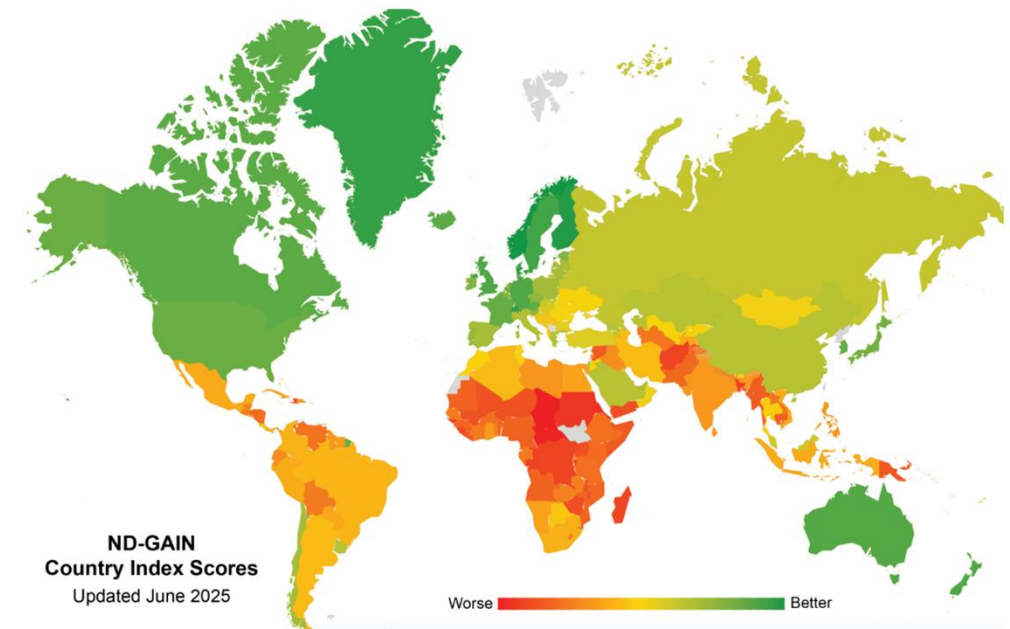 ND-GAIN
Country Index Scores
Updated June 2025
Worse
Better